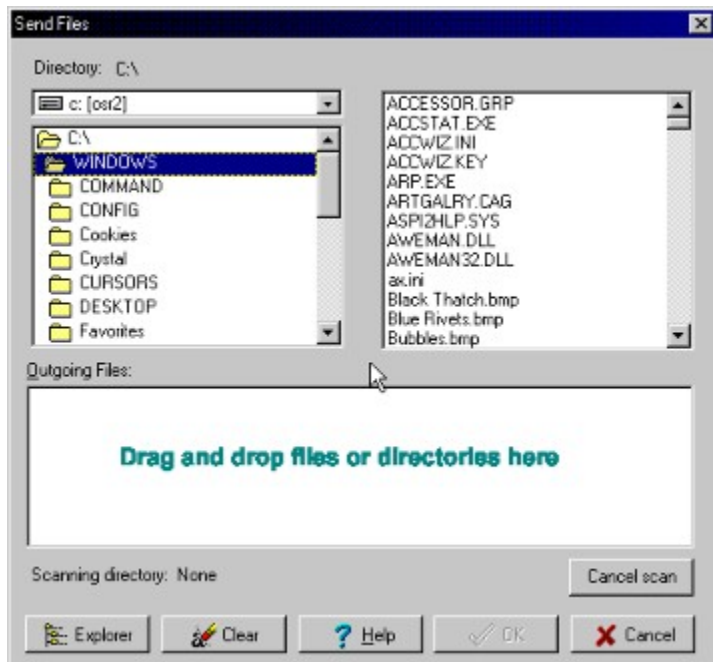 Send Files
Directory: C:\
c: [osr2]
C:\
WINDOWS
COMMAND
CONFIG
Cookies
Crystal
CURSORS
DESKTOP
Favorites
ACCESSOR.GRP
ACCSTAT.EXE
ACCWIZ.INI
ACCWIZ.KEY
ARP.EXE
ARTGALRY.CAG
ASPI2HLP.SYS
AWEMAN.DLL
AWEMAN32.DLL
ax.ini
Black Thatch.bmp
Blue Rivets.bmp
Bubbles.bmp
Outgoing Files:
Drag and drop files or directories here
Scanning directory: None
Cancel scan
Explorer
Clear
Help
OK
Cancel